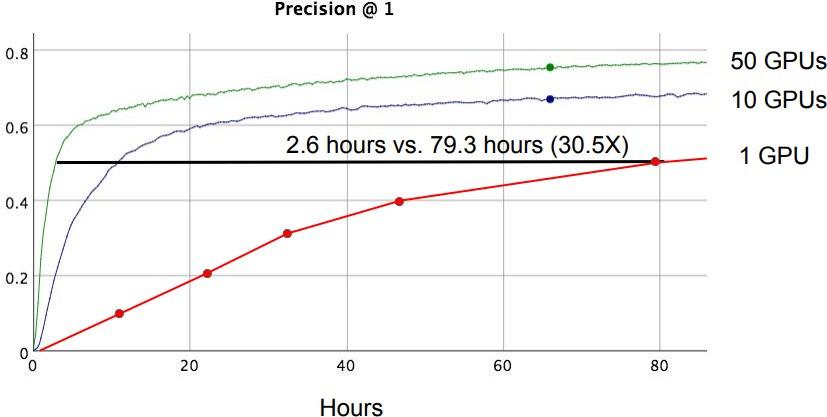 Precision @ 1
0.8
50 GPUs
10 GPUs
0.6
2.6 hours vs. 79.3 hours (30.5X)
1 GPU
0.4
0.2
0
0 20 40 60 80
Hours